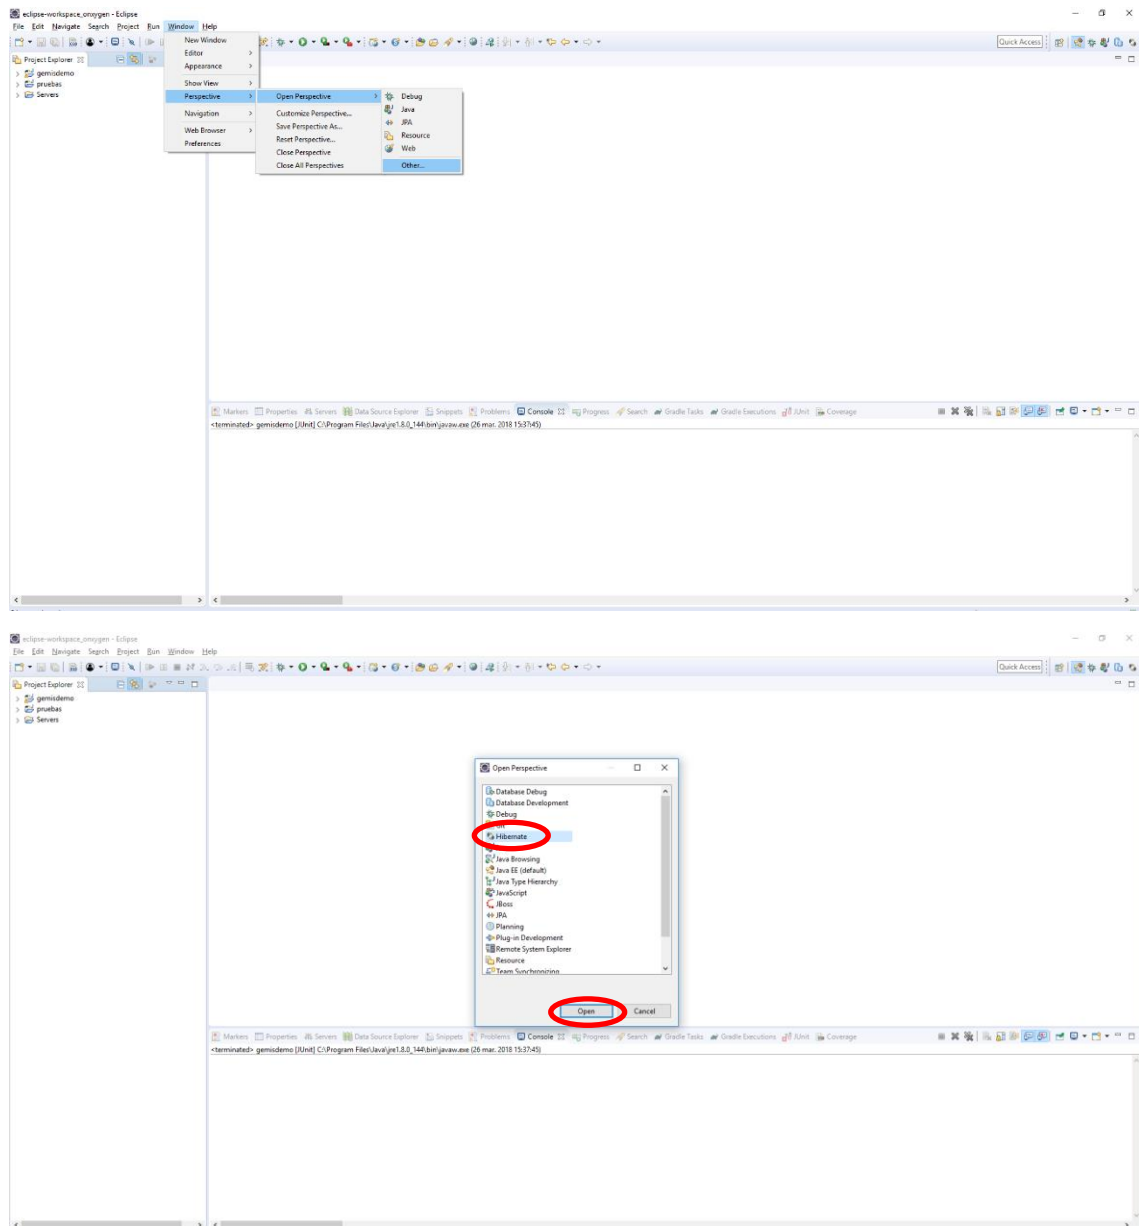 eclipse-workspace_onxygen - Eclipse
File Edit Navigate Search Project Run Window Help
Quick Access
Project Explorer
gemisdemo
pruebas
Servers
New Window
Editor
Appearance
Show View
Perspective
Navigation
Web Browser
Preferences
Open Perspective
Customize Perspective...
Save Perspective As...
Reset Perspective...
Close Perspective
Close All Perspectives
Debug
Java
JPA
Resource
Web
Other...
Markers Properties Servers Data Source Explorer Snippets Problems Console Progress Search Gradle Tasks Gradle Executions JUnit Coverage
<terminated> gemisdemo [JUnit] C:\Program Files\Java\jre1.8.0_144\bin\javaw.exe (26 mar. 2018 15:37:45)
eclipse-workspace_onxygen - Eclipse
File Edit Navigate Search Project Run Window Help
Quick Access
Project Explorer
gemisdemo
pruebas
Servers
Open Perspective
Database Debug
Database Development
Debug
Hibernate
Java Browsing
Java EE (default)
Java Type Hierarchy
JavaScript
JBoss
JPA
Planning
Plug-in Development
Remote System Explorer
Resource
Team Synchronizing
Open Cancel
Markers Properties Servers Data Source Explorer Snippets Problems Console Progress Search Gradle Tasks Gradle Executions JUnit Coverage
<terminated> gemisdemo [JUnit] C:\Program Files\Java\jre1.8.0_144\bin\javaw.exe (26 mar. 2018 15:37:45)